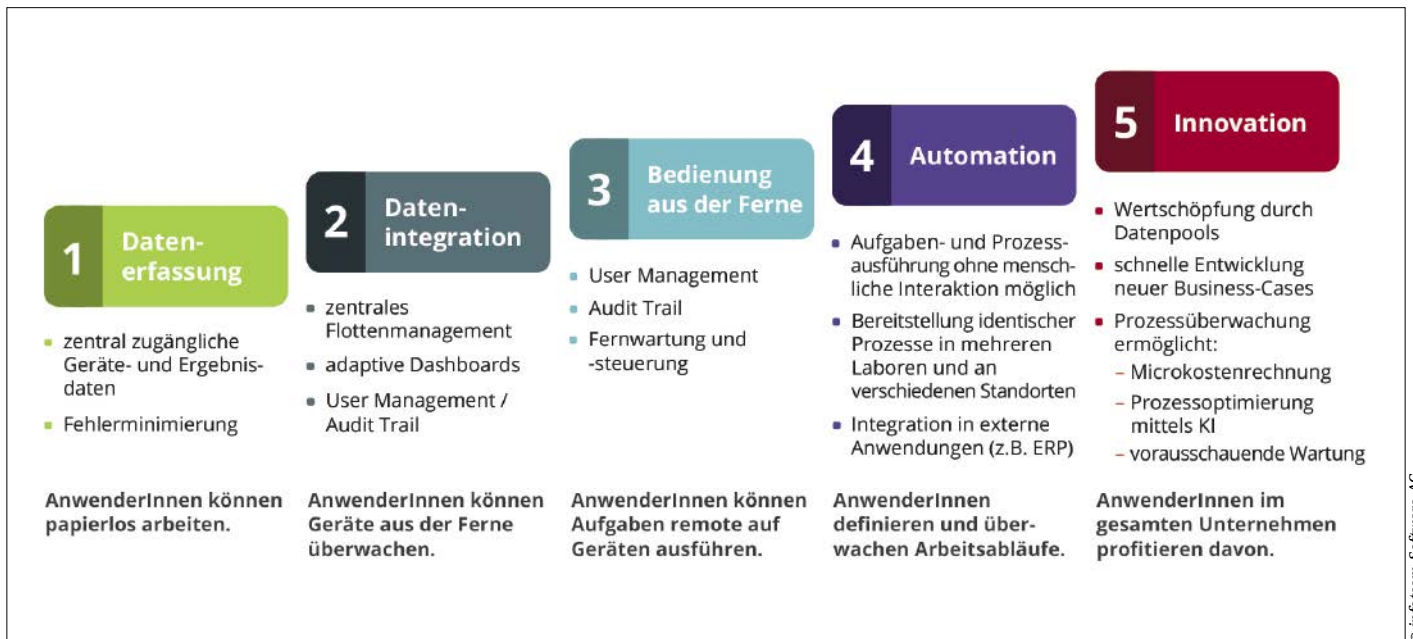 1
Daten-
erfassung
zentral zugängliche
Geräte- und Ergebnis-
daten
Fehlerminimierung
AnwenderInnen können
papierlos arbeiten.
2
Daten-
integration
zentrales
Flottenmanagement
adaptive Dashboards
User Management /
Audit Trail
AnwenderInnen können
Geräte aus der Ferne
überwachen.
3
Bedienung
aus der Ferne
User Management
Audit Trail
Fernwartung und
-steuerung
AnwenderInnen können
Aufgaben remote auf
Geräten ausführen.
4
Automation
Aufgaben- und Prozess-
ausführung ohne mensch-
liche Interaktion möglich
Bereitstellung identischer
Prozesse in mehreren
Laboren und an
verschiedenen Standorten
Integration in externe
Anwendungen (z.B. ERP)
AnwenderInnen
definieren und über-
wachen Arbeitsabläufe.
5
Innovation
Wertschöpfung durch
Datenpools
schnelle Entwicklung
neuer Business-Cases
Prozessüberwachung
ermöglicht:
– Microkostenrechnung
– Prozessoptimierung
mittels KI
– vorausschauende Wartung
AnwenderInnen im
gesamten Unternehmen
profitieren davon.
Software AG